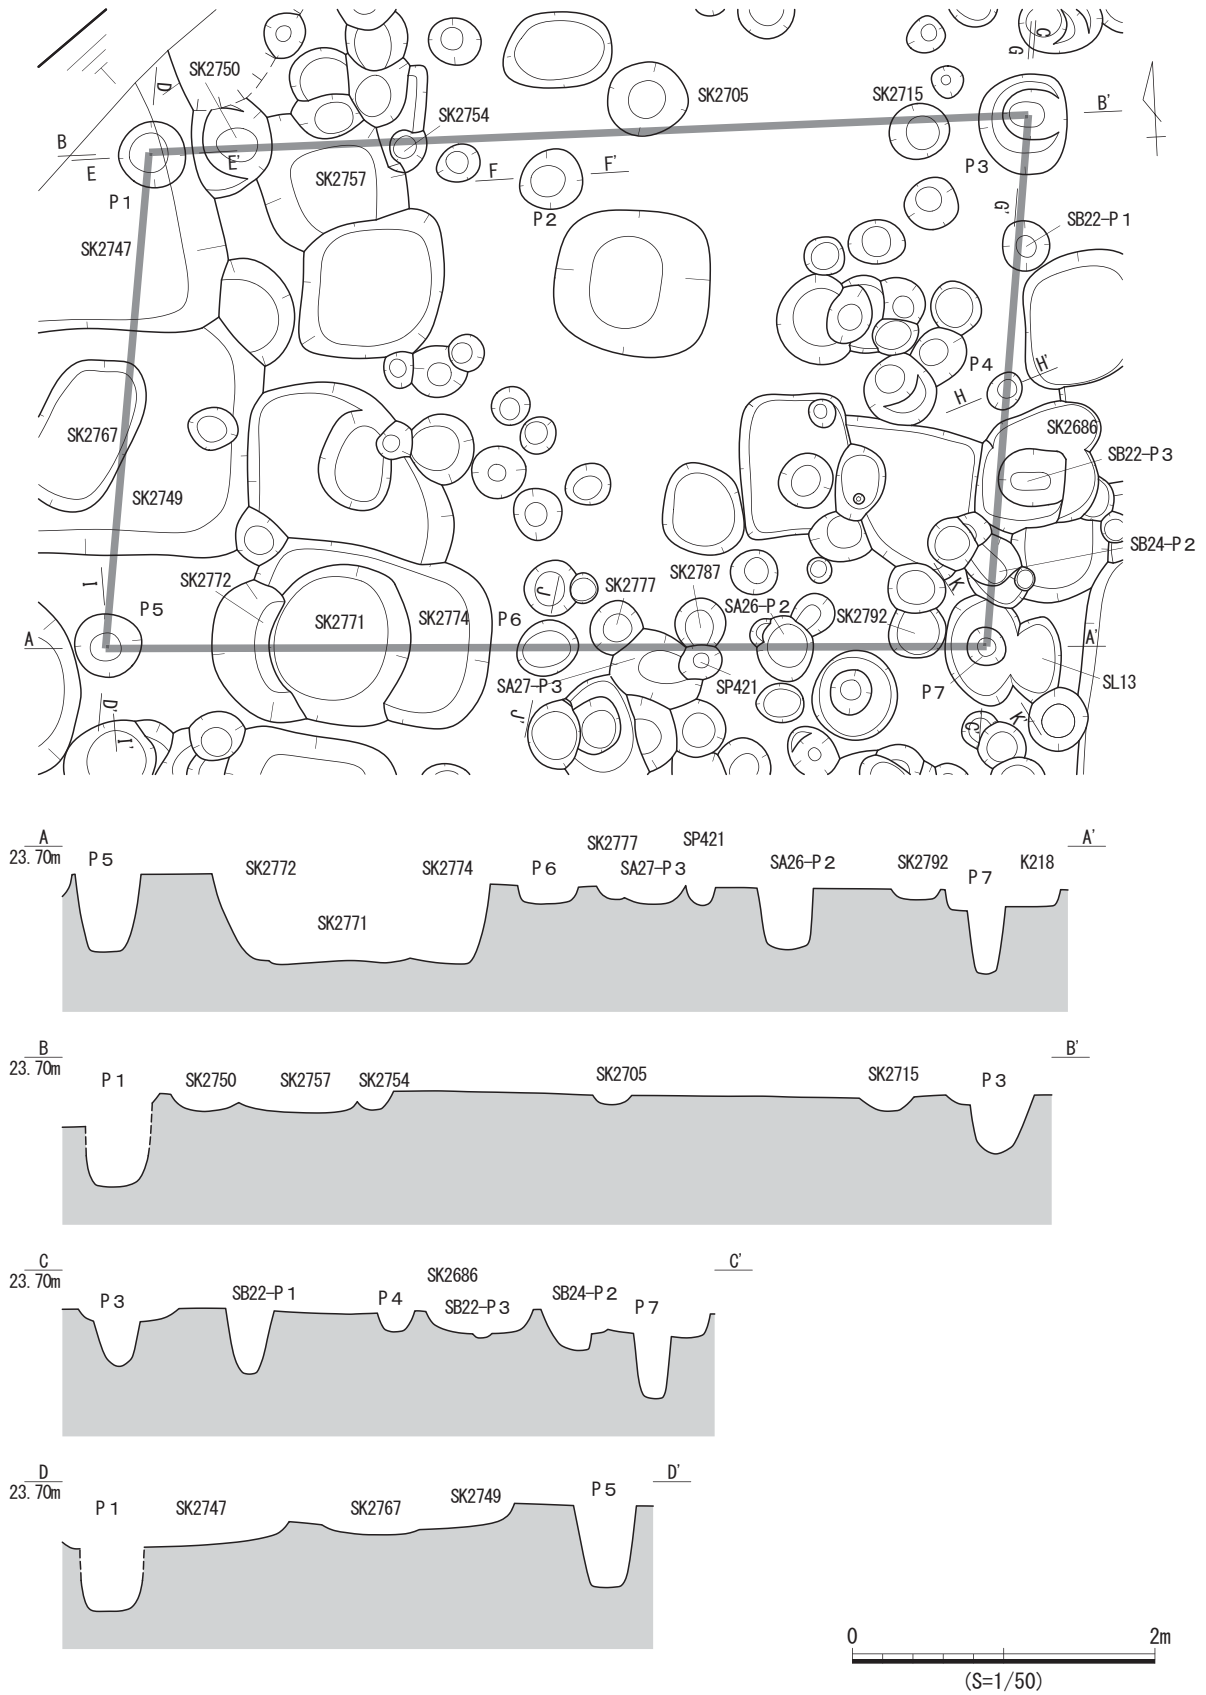 C
G
SK2750
D
SK2705
SK2715
B'
SK2754
B
E
E'
F
F'
P3
SK2757
P1
P2
G'
SB22-P1
SK2747
P4
H'
H
SK2767
SK2686
SB22-P3
SK2749
SB24-P2
I
SK2772
J
SK2777
SK2787
K
P5
SK2771
SK2774
P6
SA26-P2
SK2792
A
A'
SA27-P3
SP421
P7
SL13
D'
I'
J'
C'
K'
A
23.70m
P5
SK2772
SK2771
SK2774
P6
SK2777
SA27-P3
SP421
SA26-P2
SK2792
P7
K218
A'
B
23.70m
P1
SK2750
SK2757
SK2754
SK2705
SK2715
P3
B'
C
23.70m
P3
SB22-P1
P4
SK2686
SB22-P3
SB24-P2
P7
C'
D
23.70m
P1
SK2747
SK2767
SK2749
P5
D'
0
2m
(S=1/50)